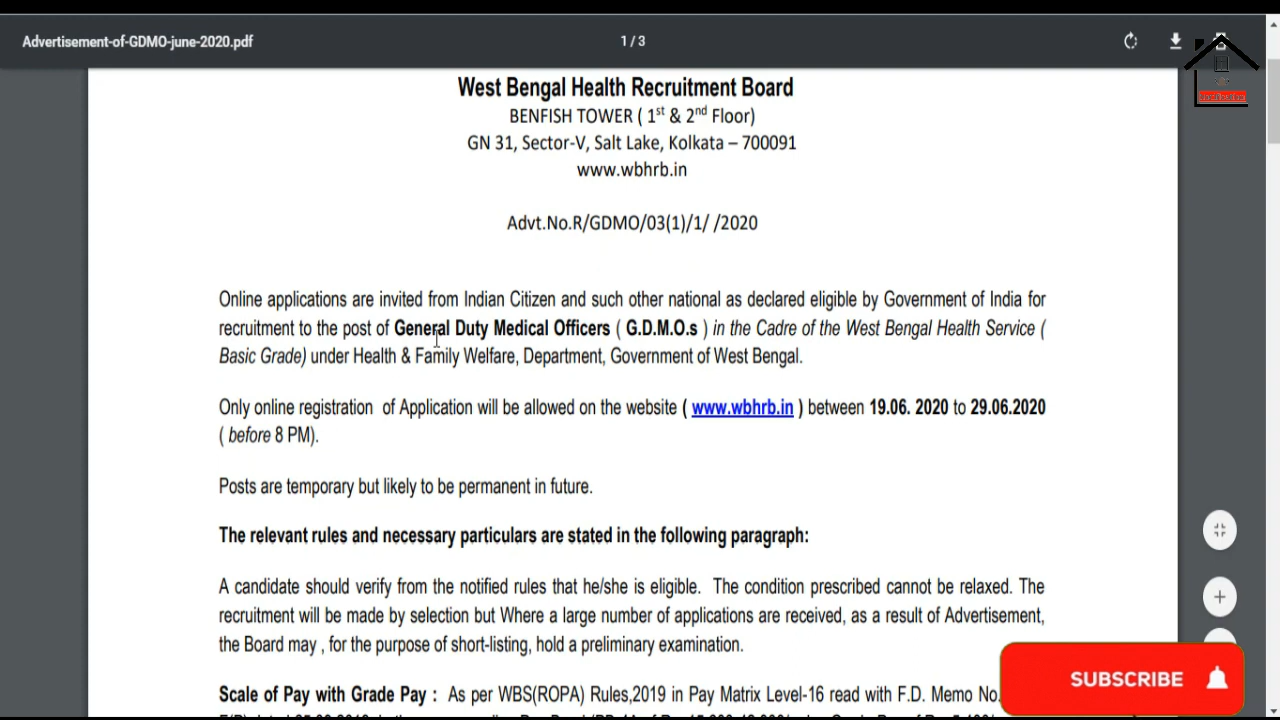 Advertisement-of-GDMO-june-2020.pdf
1 / 3
West Bengal Health Recruitment Board
BENFISH TOWER ( 1st & 2nd Floor)
GN 31, Sector-V, Salt Lake, Kolkata – 700091
www.wbhrb.in
Advt.No.R/GDMO/03(1)/1/ /2020
Online applications are invited from Indian Citizen and such other national as declared eligible by Government of India for
recruitment to the post of General Duty Medical Officers ( G.D.M.O.s ) in the Cadre of the West Bengal Health Service (
Basic Grade) under Health & Family Welfare, Department, Government of West Bengal.
Only online registration of Application will be allowed on the website ( www.wbhrb.in ) between 19.06. 2020 to 29.06.2020
( before 8 PM).
Posts are temporary but likely to be permanent in future.
The relevant rules and necessary particulars are stated in the following paragraph:
A candidate should verify from the notified rules that he/she is eligible. The condition prescribed cannot be relaxed. The
recruitment will be made by selection but Where a large number of applications are received, as a result of Advertisement,
the Board may , for the purpose of short-listing, hold a preliminary examination.
Scale of Pay with Grade Pay : As per WBS(ROPA) Rules,2019 in Pay Matrix Level-16 read with F.D. Memo No.
SUBSCRIBE